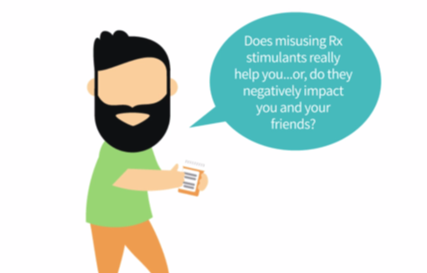 Does misusing Rx
stimulants really
help you...or, do they
negatively impact
you and your
friends?